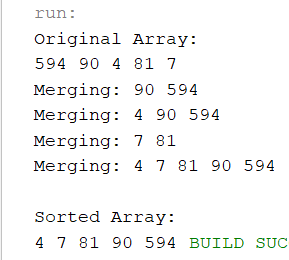 run:
Original Array:
594 90 4 81 7
Merging: 90 594
Merging: 4 90 594
Merging: 7 81
Merging: 4 7 81 90 594
Sorted Array:
4 7 81 90 594 BUILD SUC